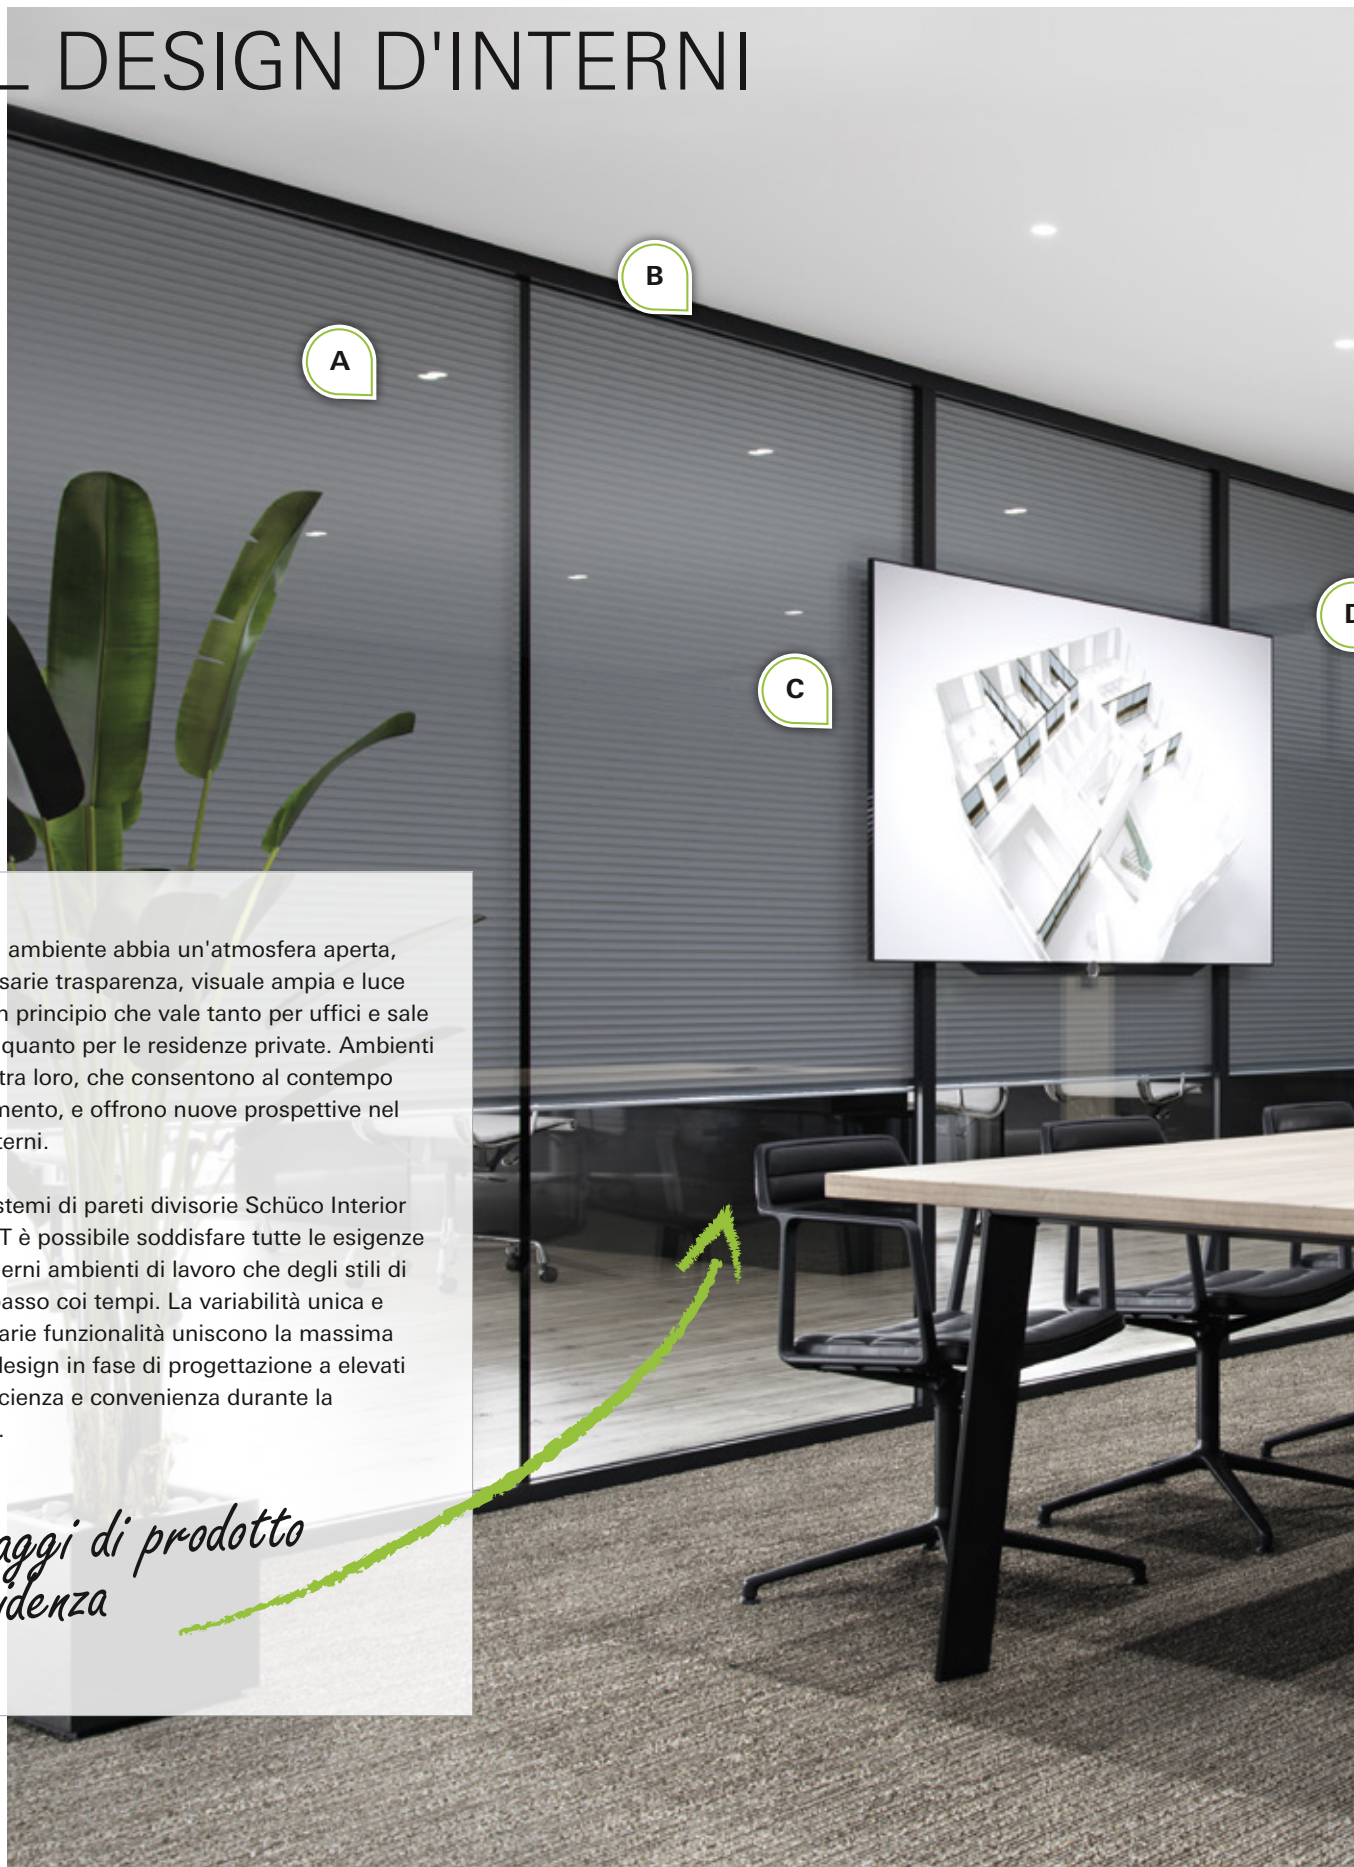 L DESIGN D'INTERNI
B
A
C
D
ambiente abbia un'atmosfera aperta,
sarie trasparenza, visuale ampia e luce
n principio che vale tanto per uffici e sale
quanto per le residenze private. Ambienti
tra loro, che consentono al contempo
mento, e offrono nuove prospettive nel
terni.
stemi di pareti divisorie Schüco Interior
T è possibile soddisfare tutte le esigenze
erni ambienti di lavoro che degli stili di
passo coi tempi. La variabilità unica e
arie funzionalità uniscono la massima
design in fase di progettazione a elevati
cienza e convenienza durante la
.
aggi di prodotto
idenza